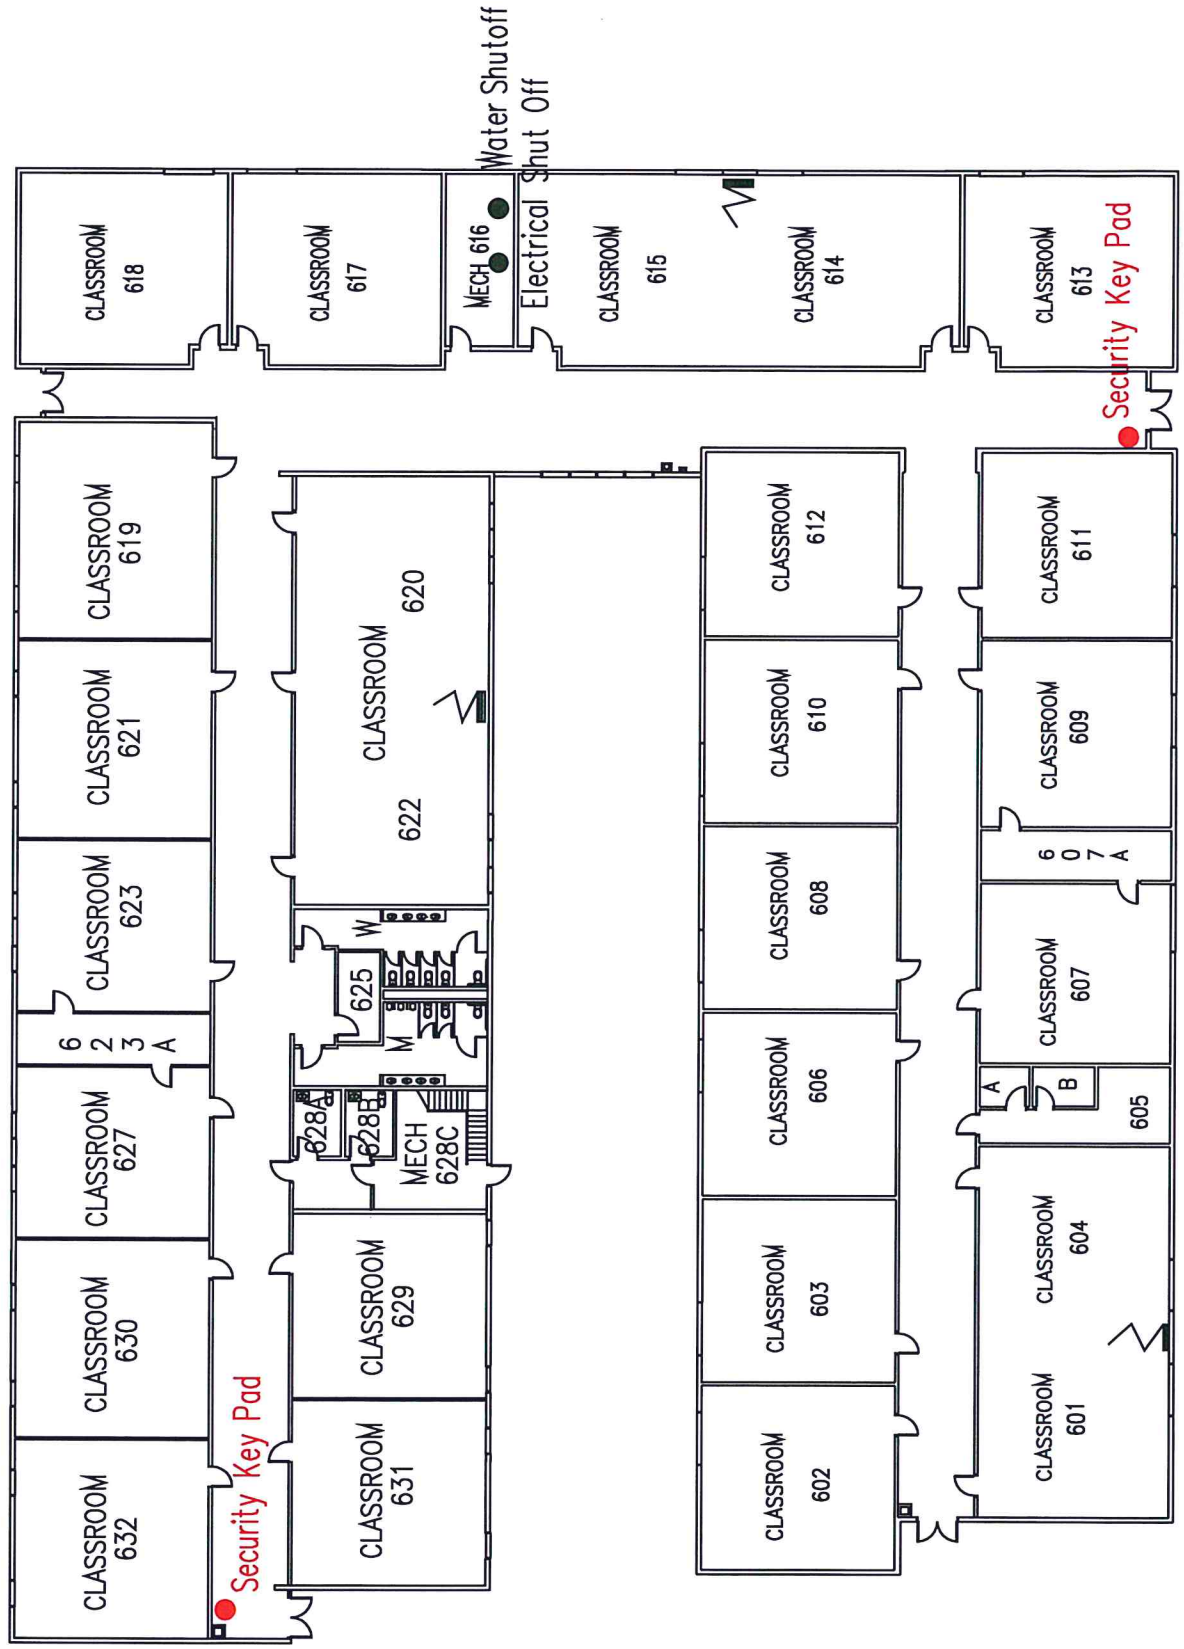 Water Shutoff
Electrical Shut Off
CLASSROOM
618
CLASSROOM
617
MECH 616
CLASSROOM
615
CLASSROOM
614
CLASSROOM
613
Security Key Pad
CLASSROOM
619
CLASSROOM
621
CLASSROOM
623
6
2
3
A
CLASSROOM
627
CLASSROOM
630
CLASSROOM
632
Security Key Pad
620
CLASSROOM
622
W
625
M
628A
628B
MECH
628C
CLASSROOM
629
CLASSROOM
631
CLASSROOM
612
CLASSROOM
610
CLASSROOM
608
CLASSROOM
606
CLASSROOM
603
CLASSROOM
602
CLASSROOM
611
CLASSROOM
609
6
0
7
A
CLASSROOM
607
A
B
605
CLASSROOM
604
CLASSROOM
601